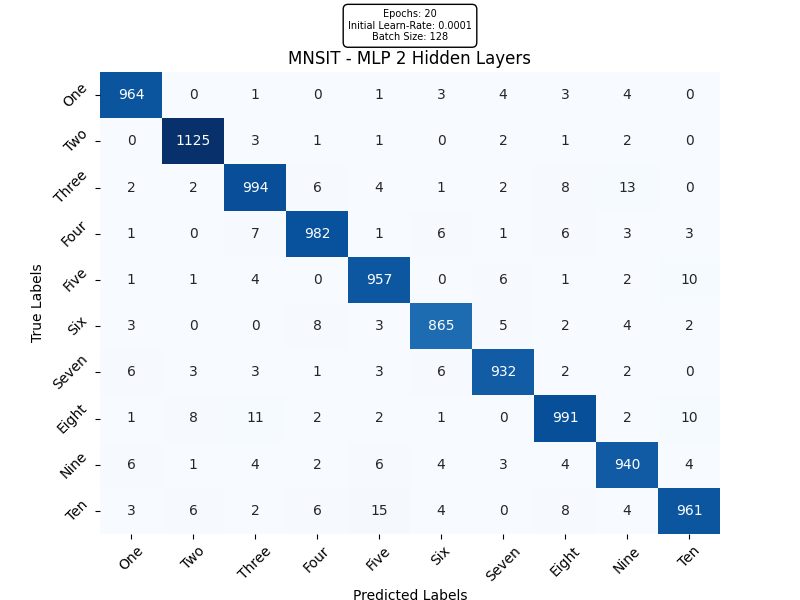 Epochs: 20
Initial Learn-Rate: 0.0001
Batch Size: 128
MNSIT - MLP 2 Hidden Layers
One 964 0 1 0 1 3 4 3 4 0
Two 0 1125 3 1 1 0 2 1 2 0
Three 2 2 994 6 4 1 2 8 13 0
Four 1 0 7 982 1 6 1 6 3 3
Five 1 1 4 0 957 0 6 1 2 10
Six 3 0 0 8 3 865 5 2 4 2
Seven 6 3 3 1 3 6 932 2 2 0
Eight 1 8 11 2 2 1 0 991 2 10
Nine 6 1 4 2 6 4 3 4 940 4
Ten 3 6 2 6 15 4 0 8 4 961
True Labels
One Two Three Four Five Six Seven Eight Nine Ten
Predicted Labels